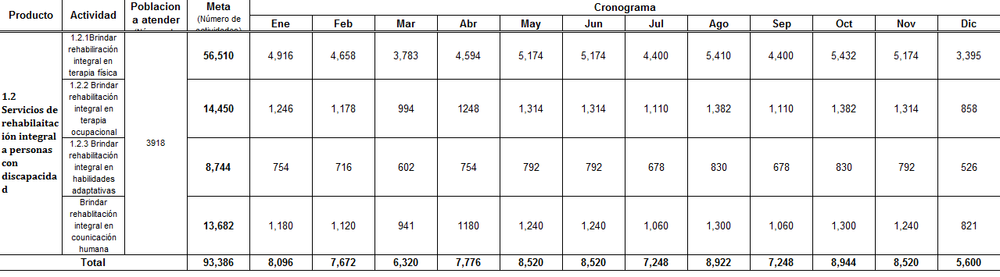 Producto Actividad Poblacion a atender Meta (Número de actividades) Cronograma
Ene Feb Mar Abr May Jun Jul Ago Sep Oct Nov Dic
1.2
Servicios de
rehabilaitac
ión integral
a personas
con
discapacida
d
1.2.1Brindar
rehabiliración
integral en
terapia física
56,510 4,916 4,658 3,783 4,594 5,174 5,174 4,400 5,410 4,400 5,432 5,174 3,395
1.2.2 Brindar
rehabilitación
integral en
terapia
ocupacional
3918
14,450 1,246 1,178 994 1248 1,314 1,314 1,110 1,382 1,110 1,382 1,314 858
1.2.3 Brindar
rehabilitación
integral en
habilidades
adaptativas
8,744 754 716 602 754 792 792 678 830 678 830 792 526
Brindar
rehablitación
integral en
counicación
humana
13,682 1,180 1,120 941 1180 1,240 1,240 1,060 1,300 1,060 1,300 1,240 821
Total 93,386 8,096 7,672 6,320 7,776 8,520 8,520 7,248 8,922 7,248 8,944 8,520 5,600